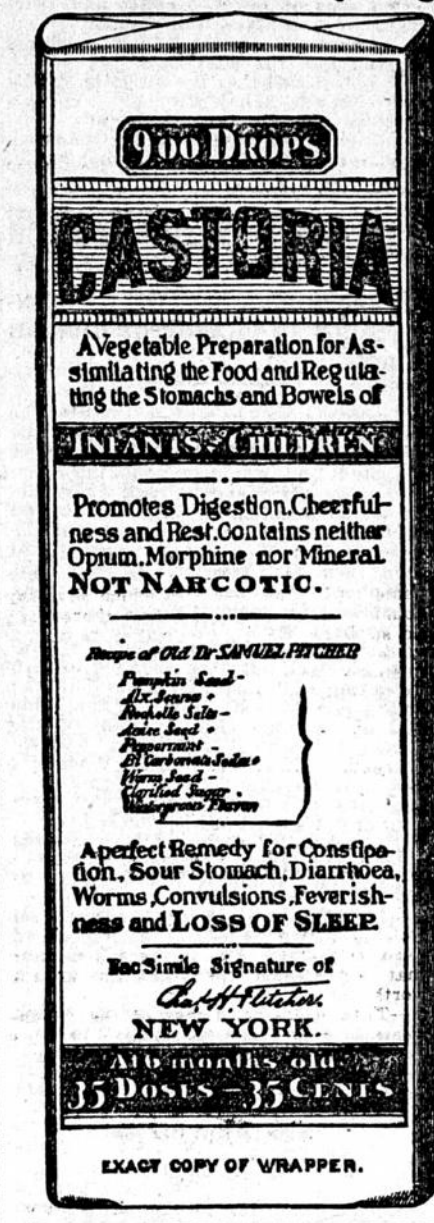 900 DROPS
CASTORIA
A Vegetable Preparation for As-
similating the Food and Regula-
ting the Stomachs and Bowels of
INFANTS & CHILDREN
Promotes Digestion.Cheerful-
ness and Rest.Contains neither
Opium.Morphine nor Mineral.
NOT NARCOTIC.
Recipe of Old Dr SAMUEL PITCHER
Pumpkin Seed -
Alx. Senna +
Rochelle Salts -
Anise Seed +
Peppermint -
Bi Carbonate Soda +
Worm Seed -
Clarified Sugar .
Wintergreen Flavor
A perfect Remedy for Constipa-
tion, Sour Stomach, Diarrhoea,
Worms, Convulsions, Feverish-
ness and LOSS OF SLEEP.
Fac Simile Signature of
Chas. H. Fletcher.
NEW YORK.
At 6 months old
35 DOSES – 35 CENTS
EXACT COPY OF WRAPPER.